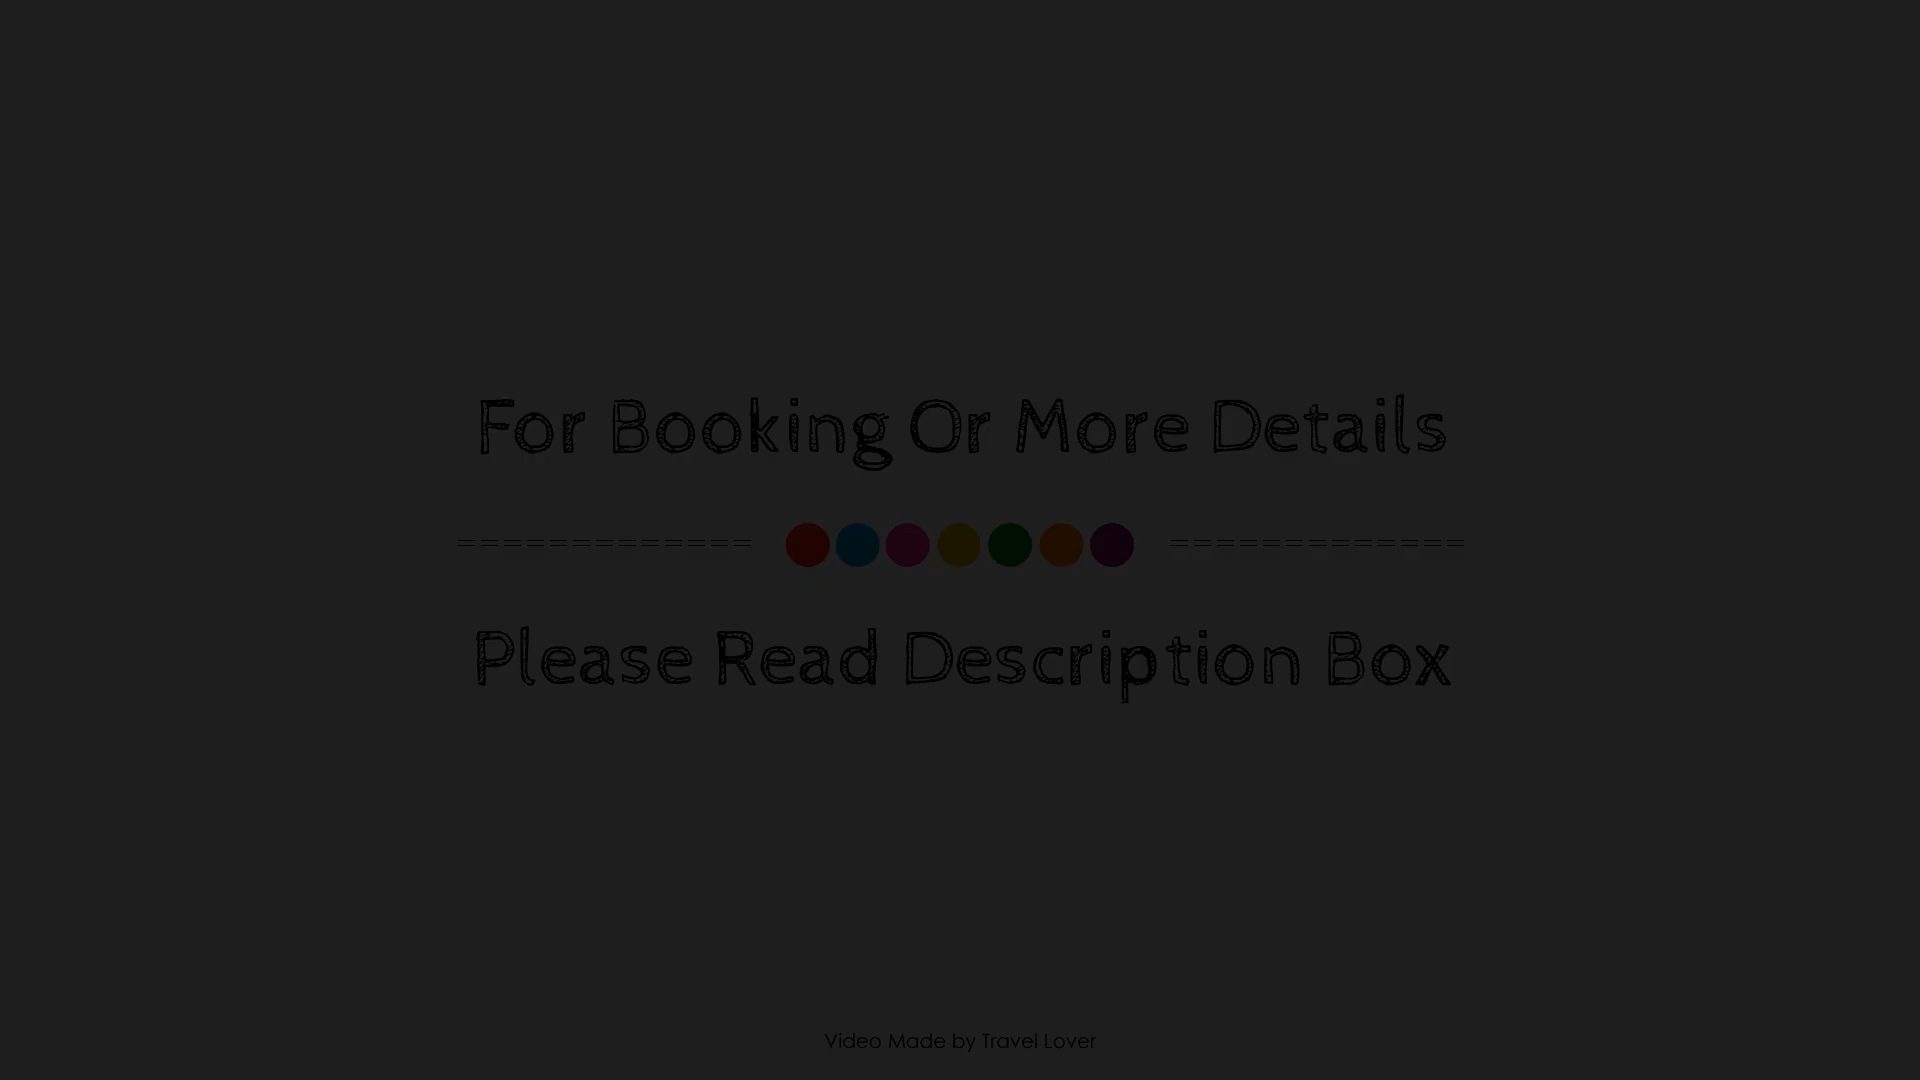 For Booking Or More Details
============= =============
Please Read Description Box
Video Made by Travel Lover